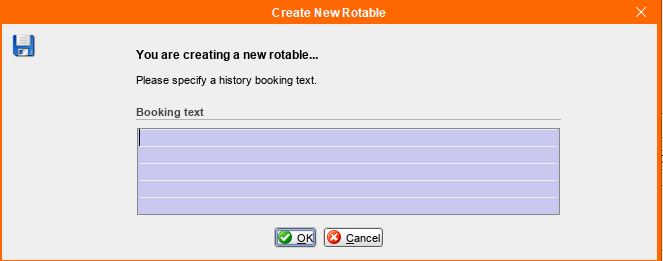 Create New Rotable
You are creating a new rotable...
Please specify a history booking text.
Booking text
OK Cancel